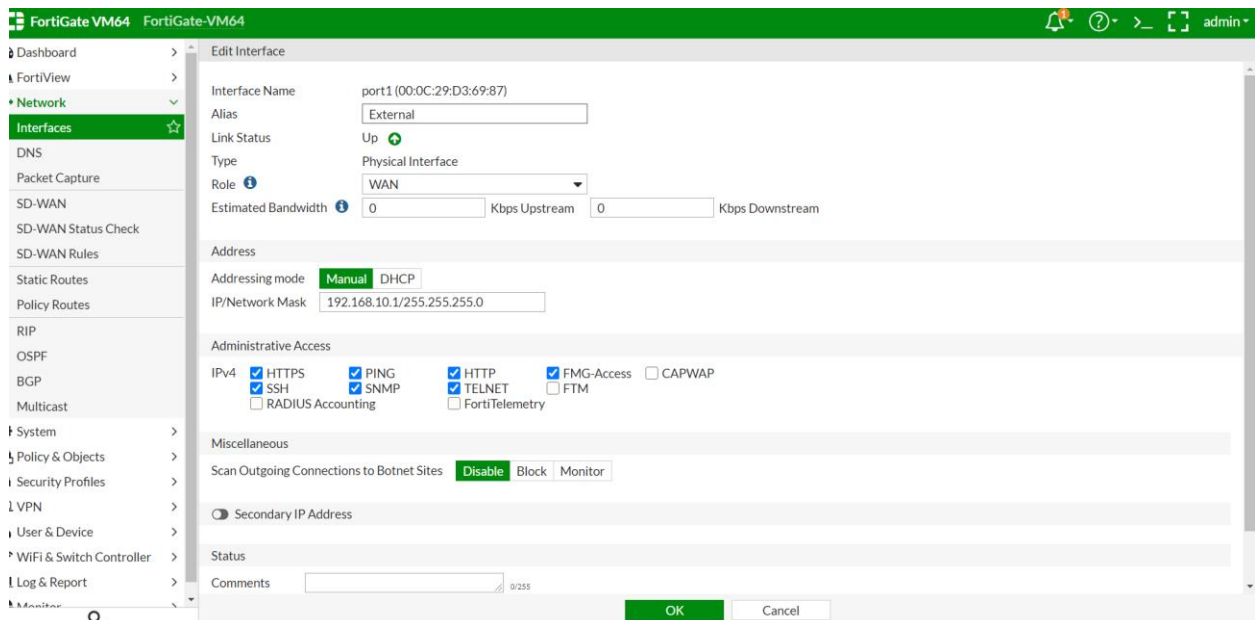 FortiGate VM64 FortiGate-VM64
1
admin
Dashboard
FortiView
Network
Interfaces
DNS
Packet Capture
SD-WAN
SD-WAN Status Check
SD-WAN Rules
Static Routes
Policy Routes
RIP
OSPF
BGP
Multicast
System
Policy & Objects
Security Profiles
VPN
User & Device
WiFi & Switch Controller
Log & Report
Monitor
Edit Interface
Interface Name port1 (00:0C:29:D3:69:87)
Alias External
Link Status Up
Type Physical Interface
Role WAN
Estimated Bandwidth 0 Kbps Upstream 0 Kbps Downstream
Address
Addressing mode Manual DHCP
IP/Network Mask 192.168.10.1/255.255.255.0
Administrative Access
IPv4 HTTPS PING HTTP FMG-Access CAPWAP
SSH SNMP TELNET FTM
RADIUS Accounting FortiTelemetry
Miscellaneous
Scan Outgoing Connections to Botnet Sites Disable Block Monitor
Secondary IP Address
Status
Comments 0/255
OK Cancel